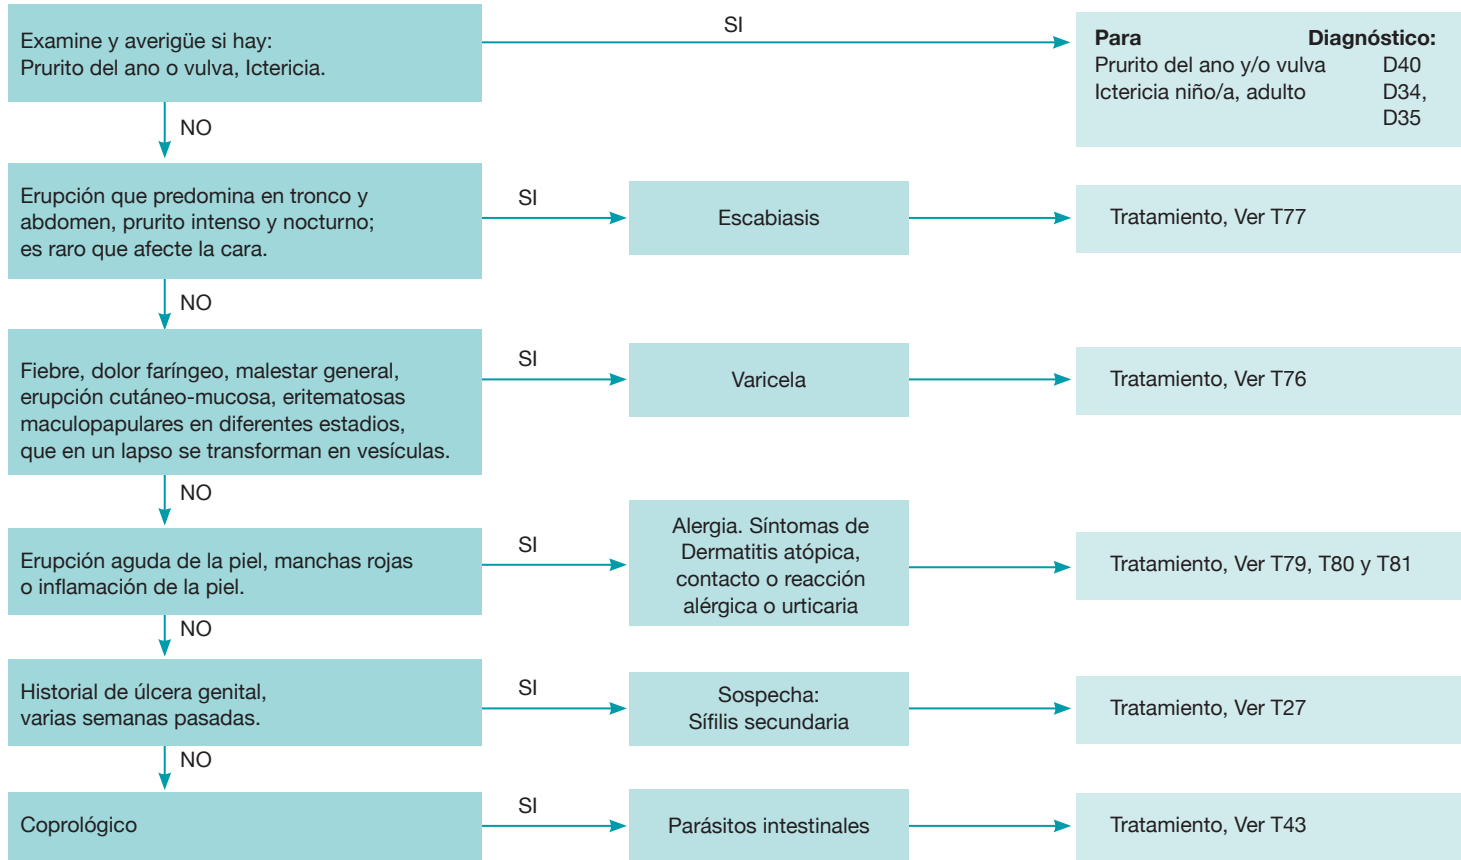 Examine y averigüe si hay:
Prurito del ano o vulva, Ictericia.
SI
Para Diagnóstico:
Prurito del ano y/o vulva D40
Ictericia niño/a, adulto D34,
D35
NO
Erupción que predomina en tronco y
abdomen, prurito intenso y nocturno;
es raro que afecte la cara.
SI
Escabiasis
Tratamiento, Ver T77
NO
Fiebre, dolor faríngeo, malestar general,
erupción cutáneo-mucosa, eritematosas
maculopapulares en diferentes estadios,
que en un lapso se transforman en vesículas.
SI
Varicela
Tratamiento, Ver T76
NO
Erupción aguda de la piel, manchas rojas
o inflamación de la piel.
SI
Alergia. Síntomas de
Dermatitis atópica,
contacto o reacción
alérgica o urticaria
Tratamiento, Ver T79, T80 y T81
NO
Historial de úlcera genital,
varias semanas pasadas.
SI
Sospecha:
Sífilis secundaria
Tratamiento, Ver T27
NO
Coprológico
SI
Parásitos intestinales
Tratamiento, Ver T43